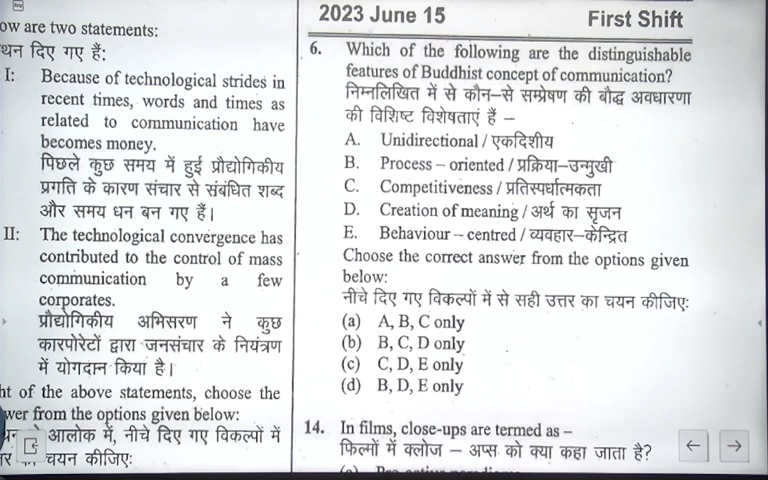 ow are two statements:
थन दिए गए हैं:
I: Because of technological strides in
recent times, words and times as
related to communication have
becomes money.
पिछले कुछ समय में हुई प्रौद्योगिकीय
प्रगति के कारण संचार से संबंधित शब्द
और समय धन बन गए हैं।
II: The technological convergence has
contributed to the control of mass
communication by a few
corporates.
प्रौद्योगिकीय अभिसरण ने कुछ
कारपोरेटों द्वारा जनसंचार के नियंत्रण
में योगदान किया है।
ht of the above statements, choose the
wer from the options given below:
आलोक में, नीचे दिए गए विकल्पों में
चयन कीजिए:
2023 June 15 First Shift
6. Which of the following are the distinguishable
features of Buddhist concept of communication?
निम्नलिखित में से कौन–से सम्प्रेषण की बौद्ध अवधारणा
की विशिष्ट विशेषताएं हैं –
A. Unidirectional / एकदिशीय
B. Process – oriented / प्रक्रिया–उन्मुखी
C. Competitiveness / प्रतिस्पर्धात्मकता
D. Creation of meaning / अर्थ का सृजन
E. Behaviour – centred / व्यवहार–केन्द्रित
Choose the correct answer from the options given
below:
नीचे दिए गए विकल्पों में से सही उत्तर का चयन कीजिए:
(a) A, B, C only
(b) B, C, D only
(c) C, D, E only
(d) B, D, E only
14. In films, close-ups are termed as –
फिल्मों में क्लोज – अप्स को क्या कहा जाता है?